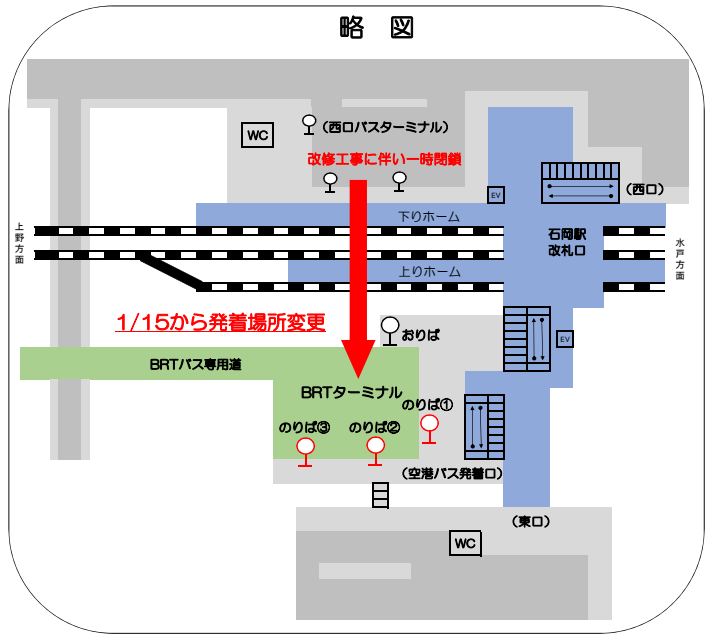 略 図
WC
(西口バスターミナル)
改修工事に伴い一時閉鎖
EV
(西口)
下りホーム
上野方面
石岡駅
改札口
水戸方面
上りホーム
1/15から発着場所変更
おりば
EV
BRTバス専用道
BRTターミナル
のりば①
のりば③
のりば②
(空港バス発着口)
(東口)
WC